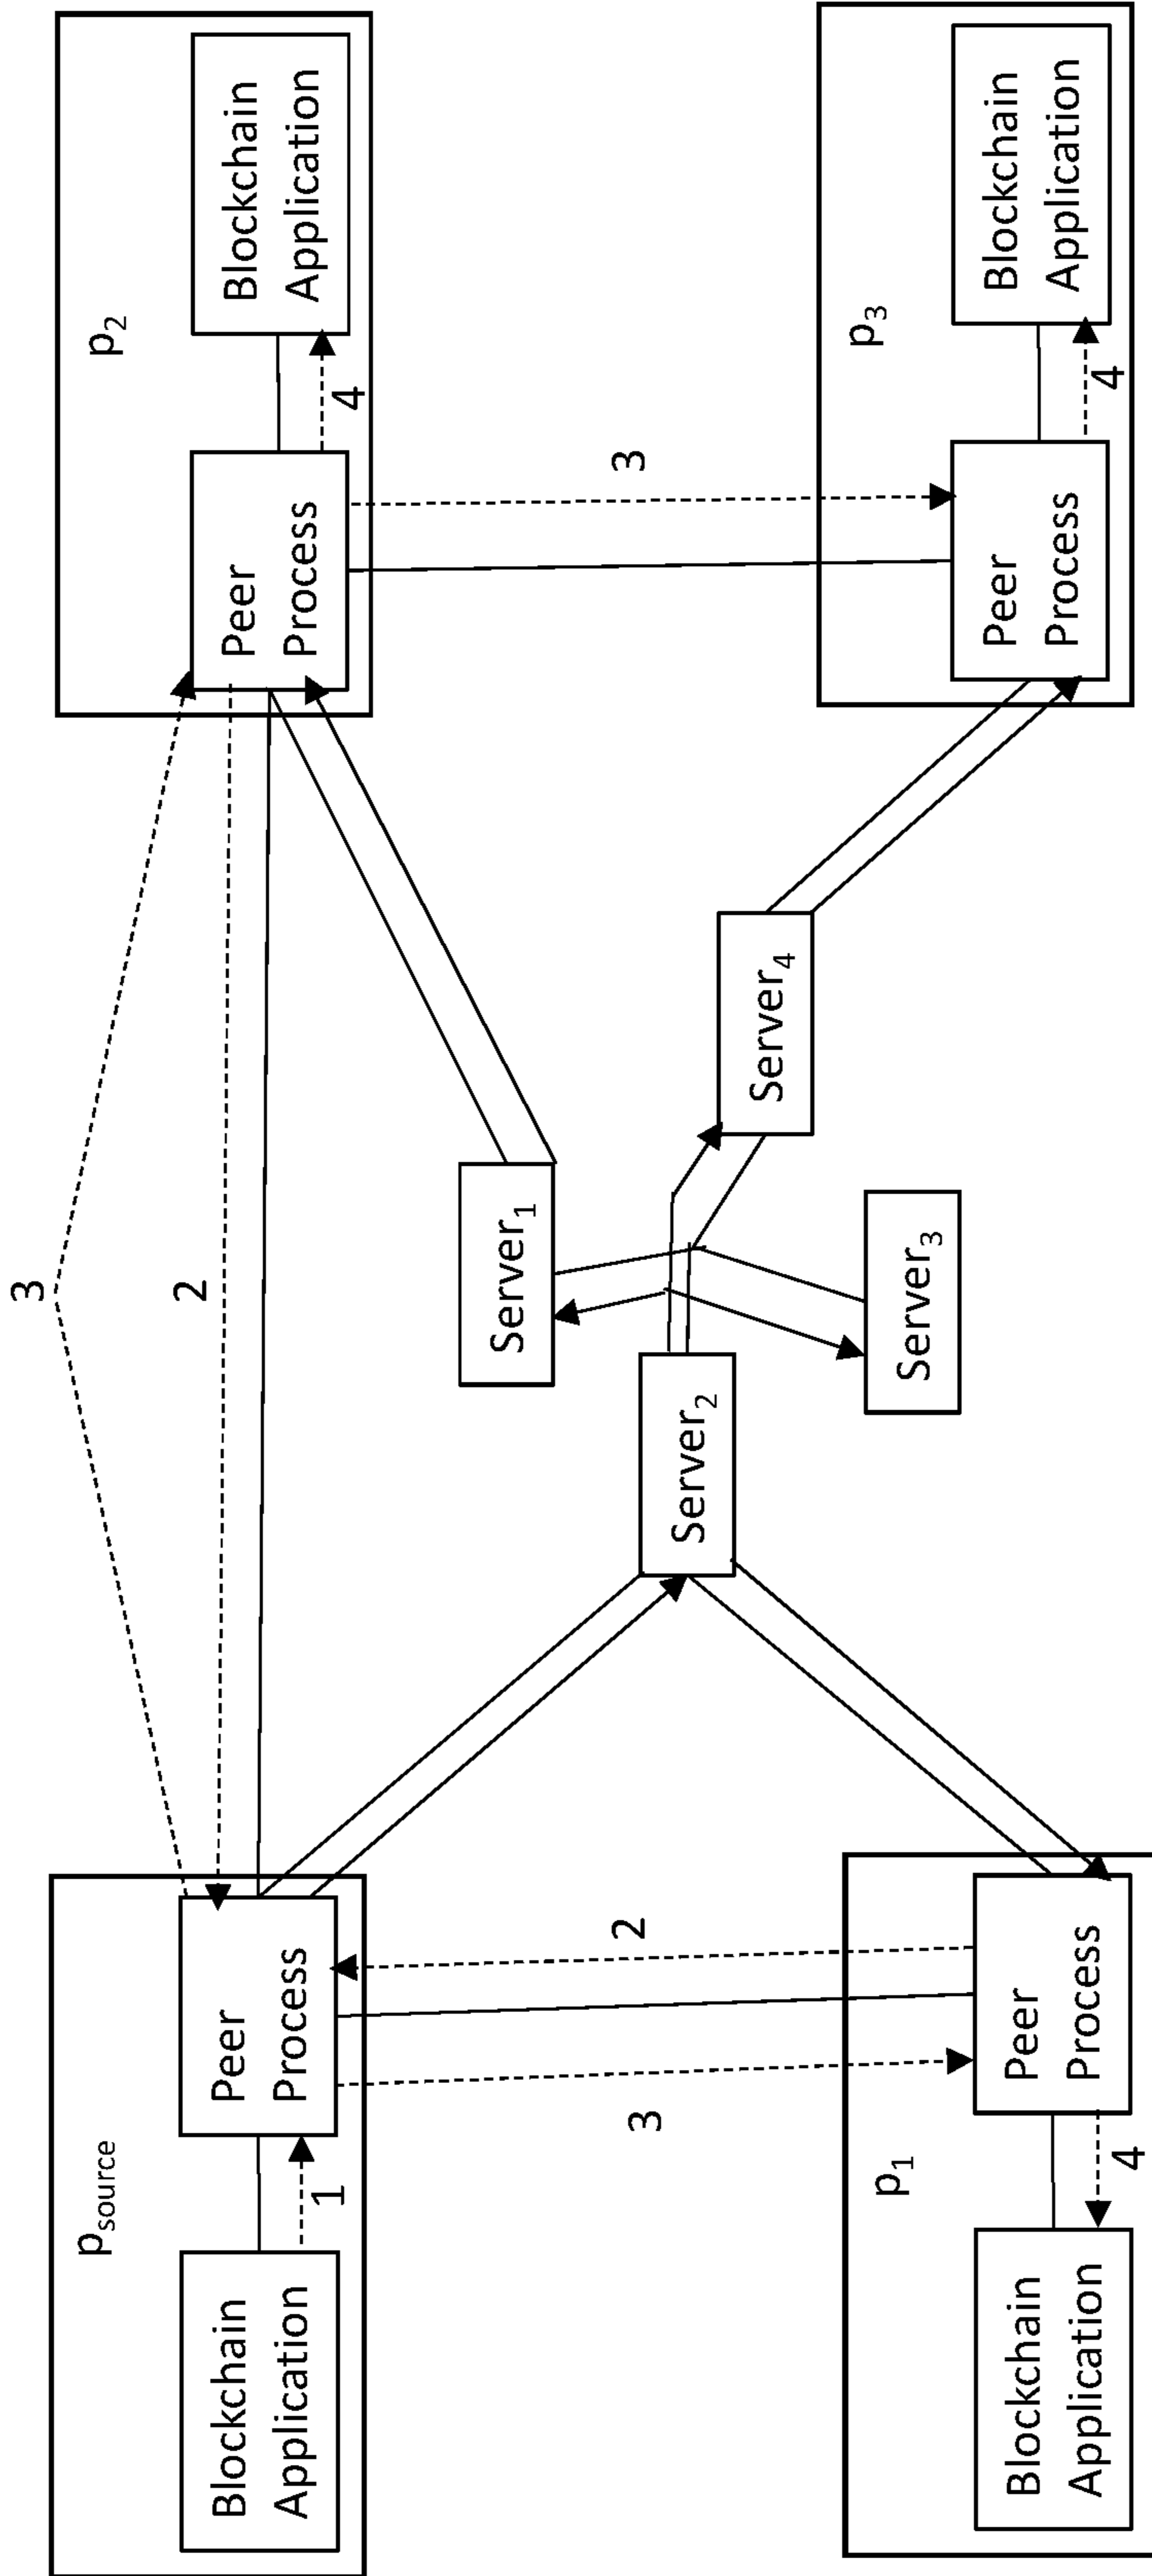 3
2
p_source
Blockchain
Application
1
Peer
Process
p₂
Peer
Process
4
Blockchain
Application
Server₁
Server₂
Server₄
Server₃
3
2
3
p₁
Blockchain
Application
4
Peer
Process
p₃
Peer
Process
4
Blockchain
Application